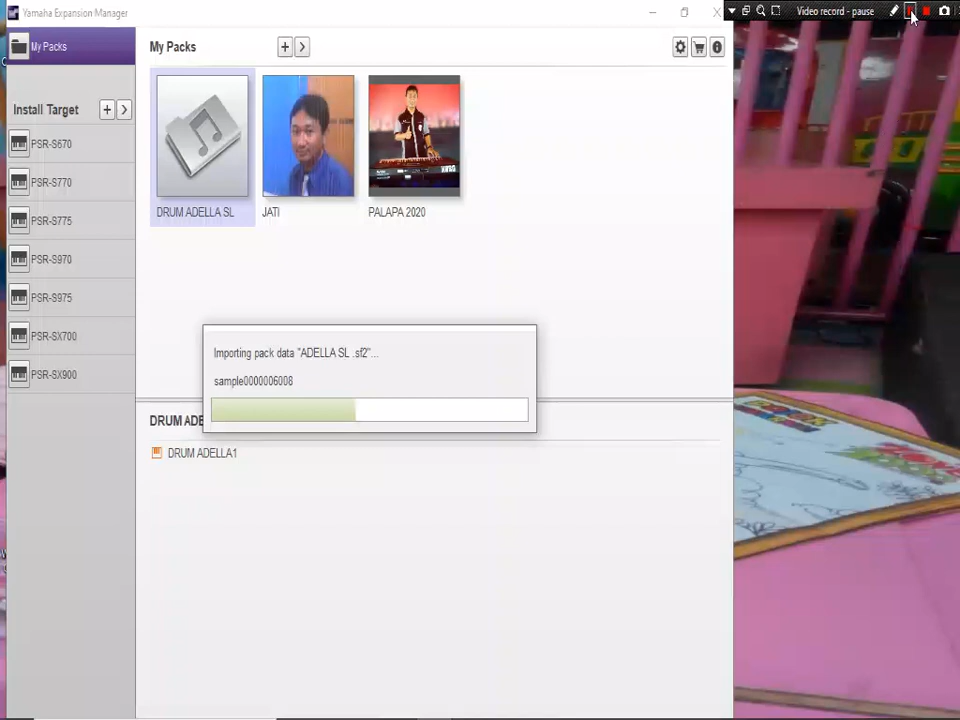 Yamaha Expansion Manager
Video record - pause
My Packs
My Packs
Install Target
PSR-S670
PSR-S770
PSR-S775
PSR-S970
PSR-S975
PSR-SX700
PSR-SX900
DRUM ADELLA SL
JATI
PALAPA 2020
Importing pack data "ADELLA SL .sf2"...
sample0000006008
DRUM ADE
DRUM ADELLA1